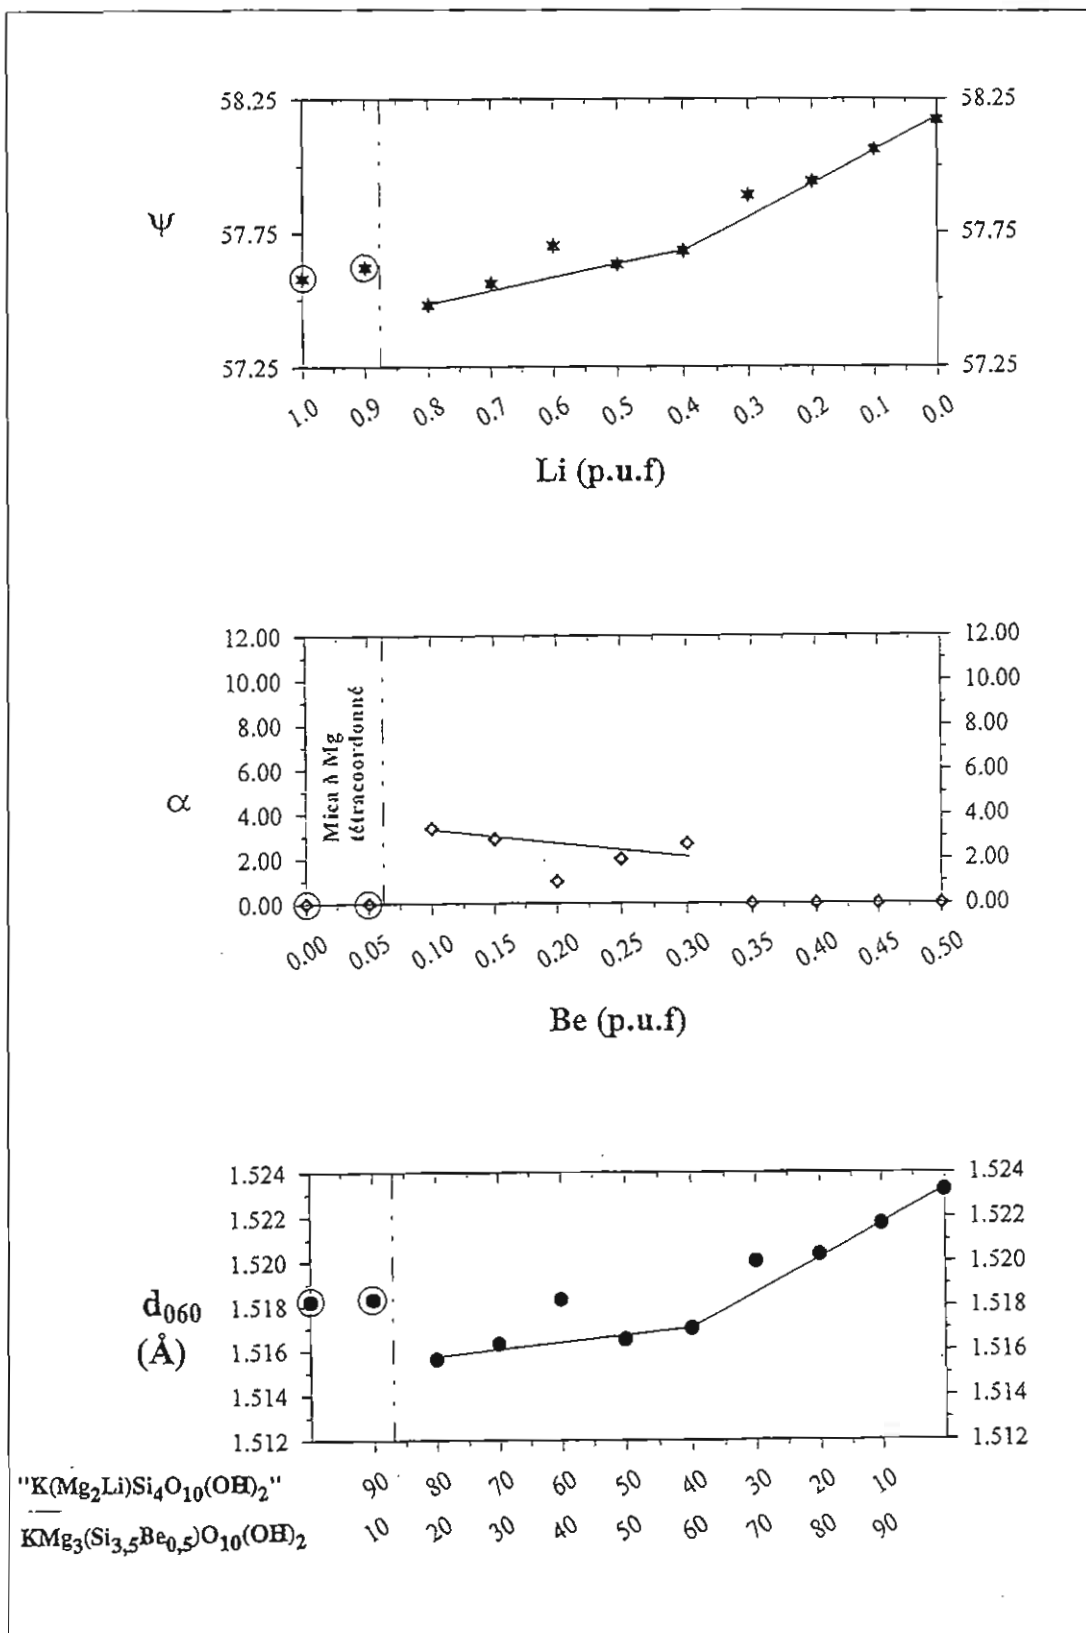 58.25 58.25
ψ
57.75 57.75
57.25 57.25
1.0 0.9 0.8 0.7 0.6 0.5 0.4 0.3 0.2 0.1 0.0
Li (p.u.f)
12.00 12.00
10.00 10.00
8.00 8.00
6.00 6.00
Mica à Mg
tétracoordonné
α
4.00 4.00
2.00 2.00
0.00 0.00
0.00 0.05 0.10 0.15 0.20 0.25 0.30 0.35 0.40 0.45 0.50
Be (p.u.f)
1.524 1.524
1.522 1.522
1.520 1.520
d₀₆₀
(Å)
1.518 1.518
1.516 1.516
1.514 1.514
1.512 1.512
"K(Mg₂Li)Si₄O₁₀(OH)₂" 90 80 70 60 50 40 30 20 10
KMg₃(Si₃,₅Be₀,₅)O₁₀(OH)₂ 10 20 30 40 50 60 70 80 90